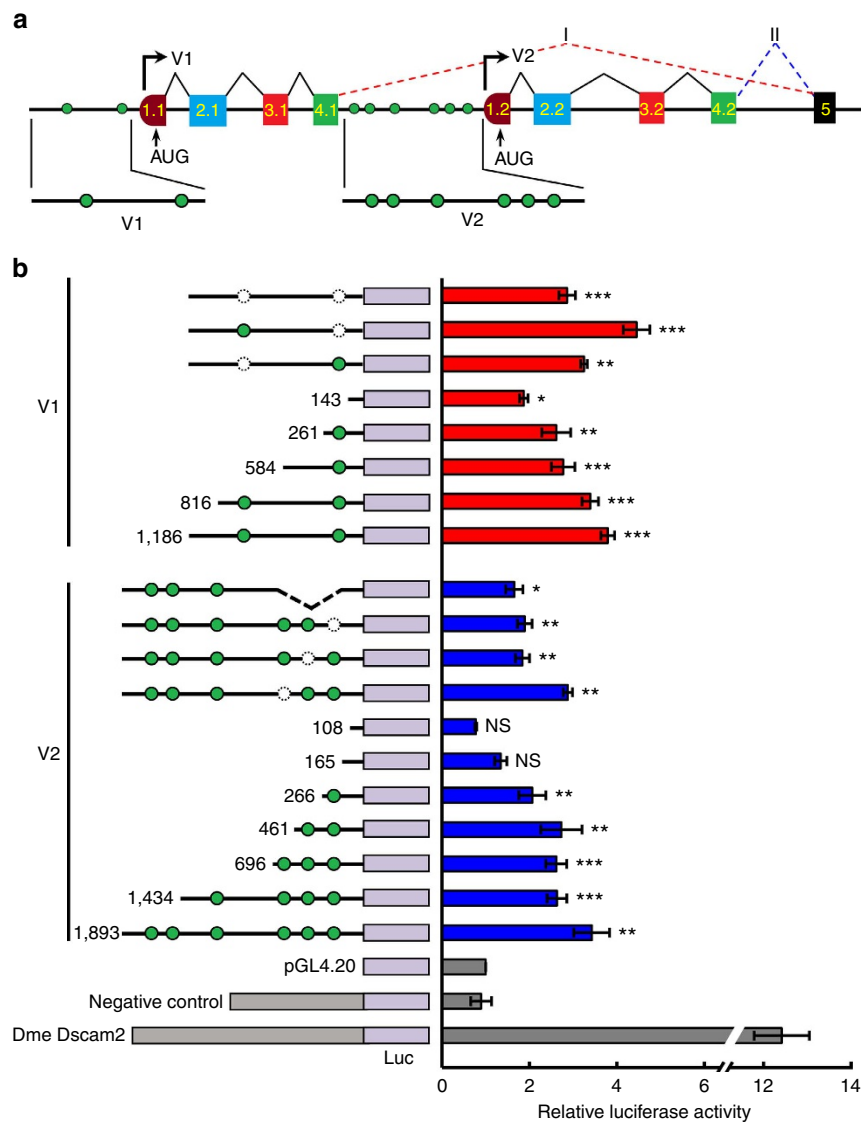 a
I II
V1 V2
1.1 2.1 3.1 4.1 1.2 2.2 3.2 4.2 5
AUG AUG
V1 V2
b
V1
***
***
**
143 *
261 **
584 ***
816 ***
1,186 ***
V2
*
**
**
**
108 NS
165 NS
266 **
461 **
696 ***
1,434 ***
1,893 **
pGL4.20
Negative control
Dme Dscam2
Luc
0 2 4 6 12 14
Relative luciferase activity